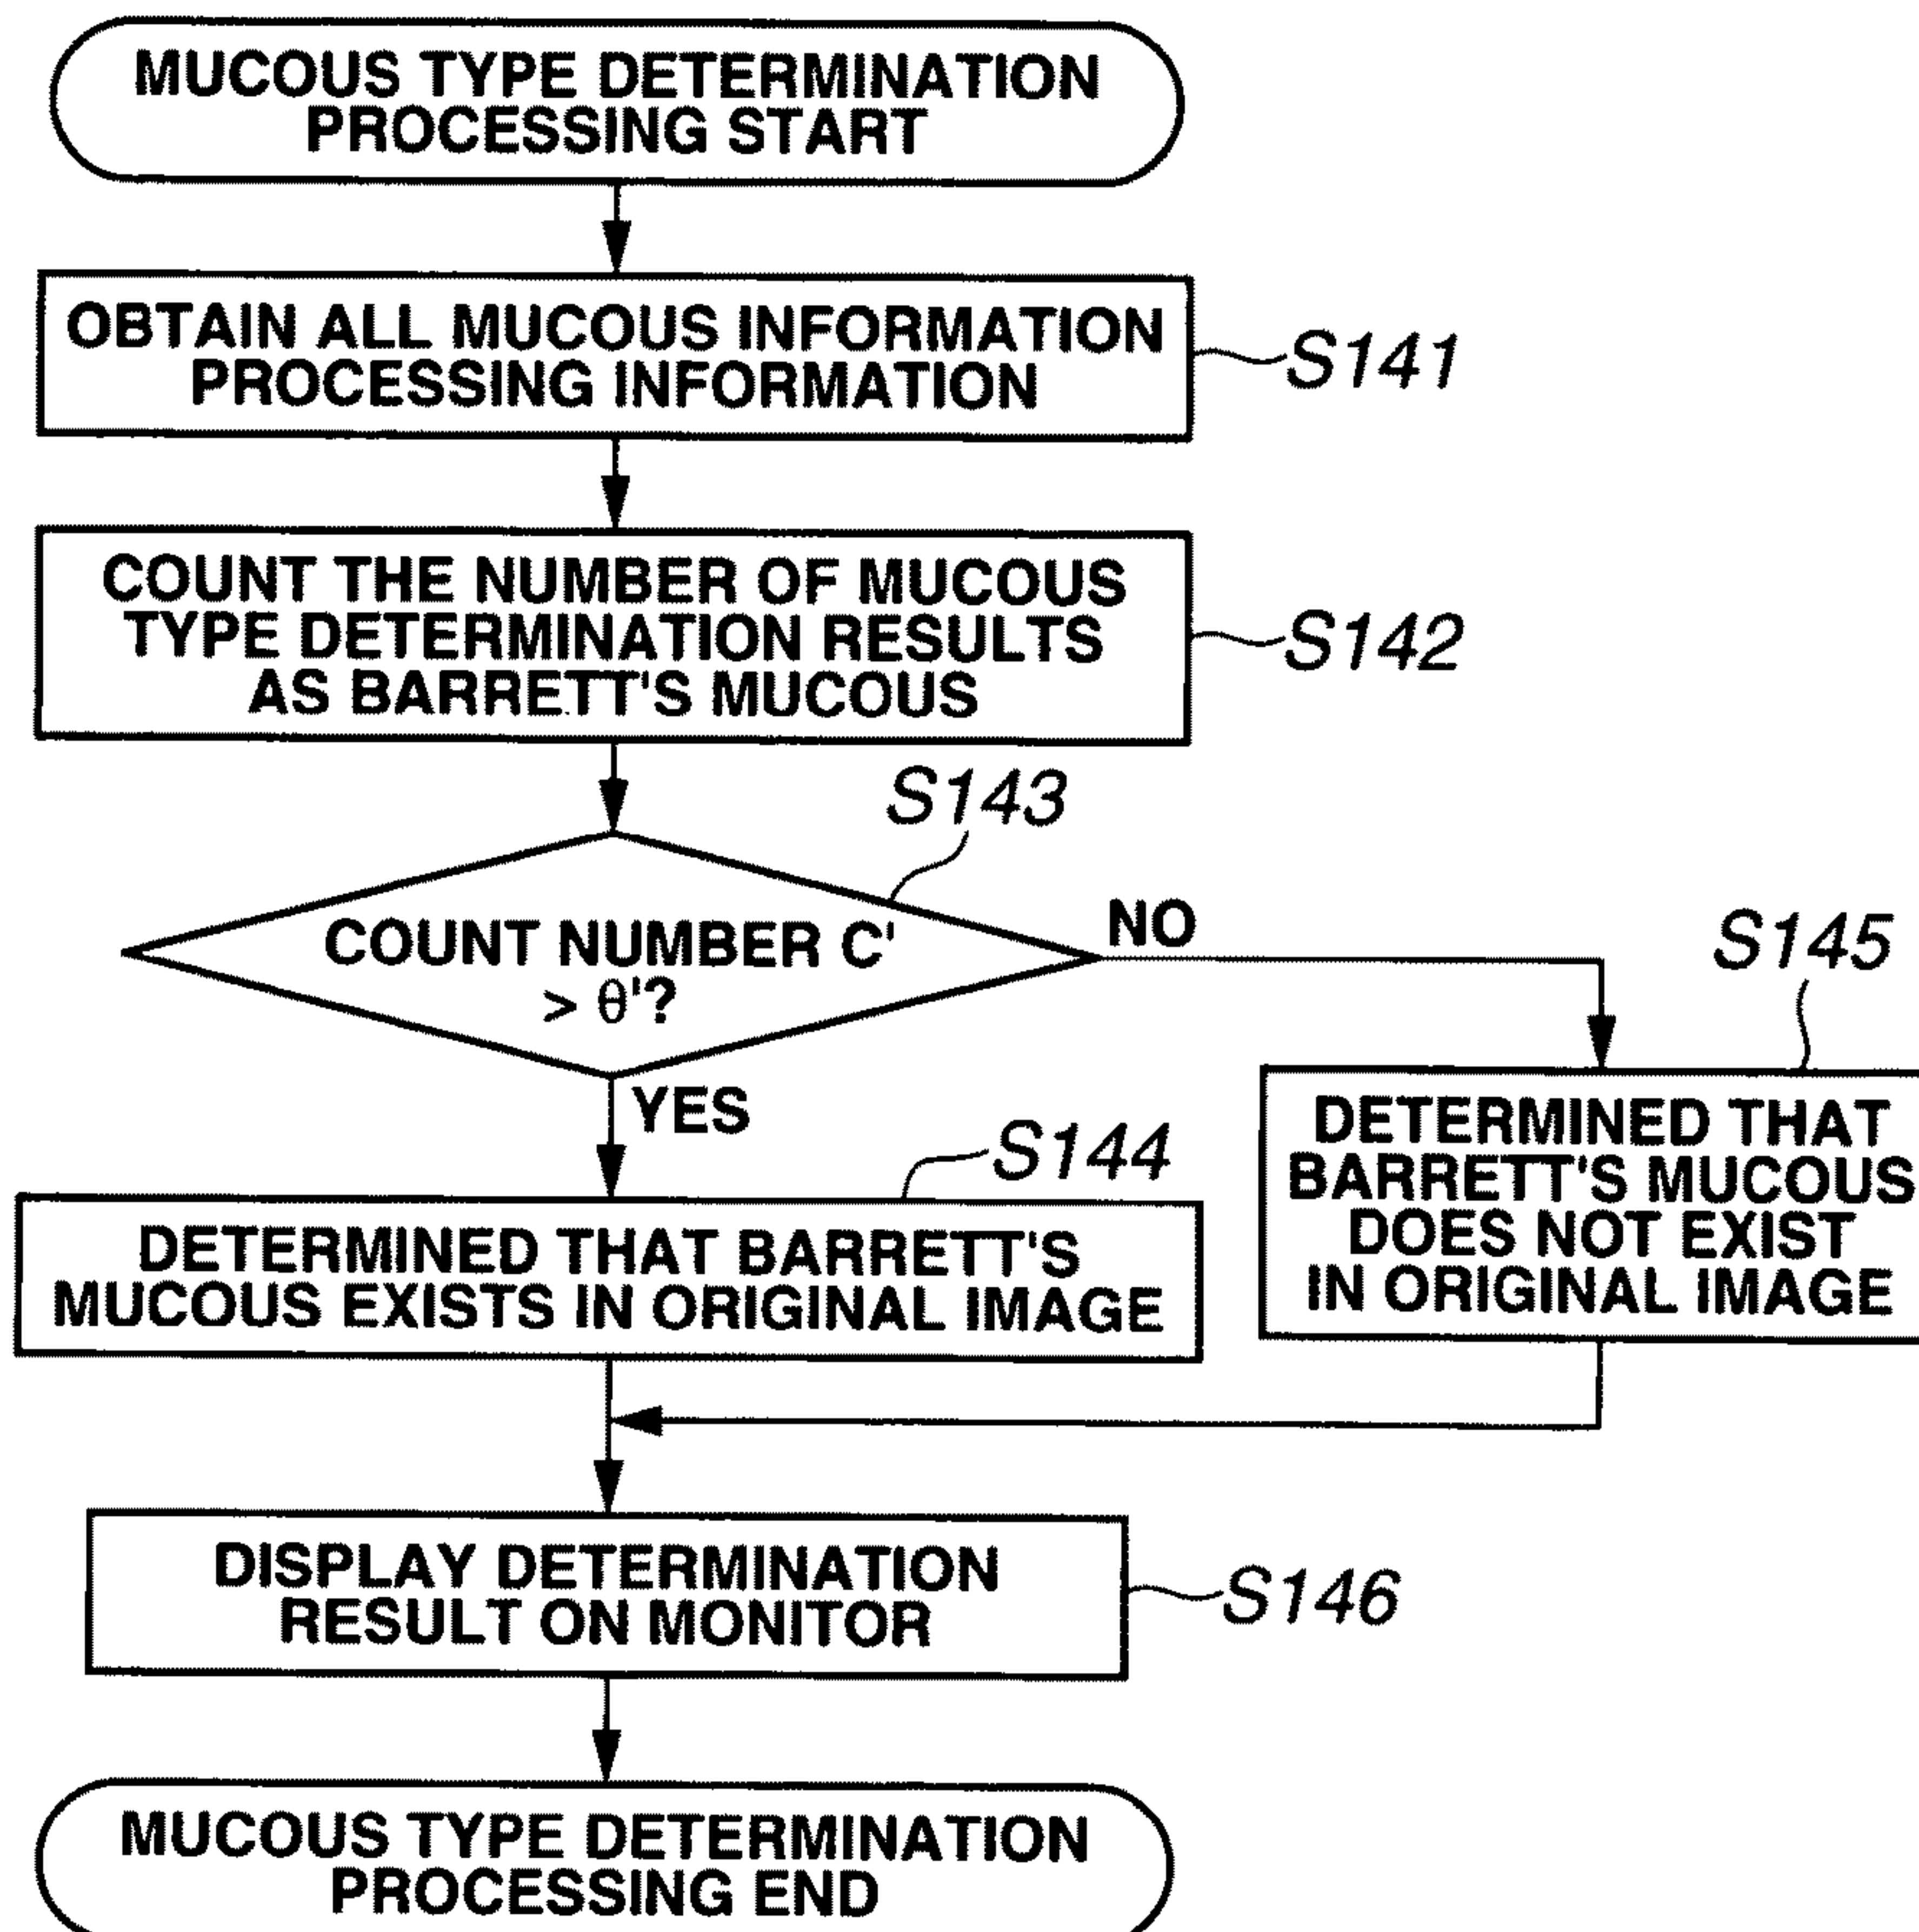 MUCOUS TYPE DETERMINATION
PROCESSING START
OBTAIN ALL MUCOUS INFORMATION
PROCESSING INFORMATION
S141
COUNT THE NUMBER OF MUCOUS
TYPE DETERMINATION RESULTS
AS BARRETT'S MUCOUS
S142
S143
COUNT NUMBER C'
> θ'?
NO
YES
S145
DETERMINED THAT
BARRETT'S MUCOUS
DOES NOT EXIST
IN ORIGINAL IMAGE
S144
DETERMINED THAT BARRETT'S
MUCOUS EXISTS IN ORIGINAL IMAGE
DISPLAY DETERMINATION
RESULT ON MONITOR
S146
MUCOUS TYPE DETERMINATION
PROCESSING END